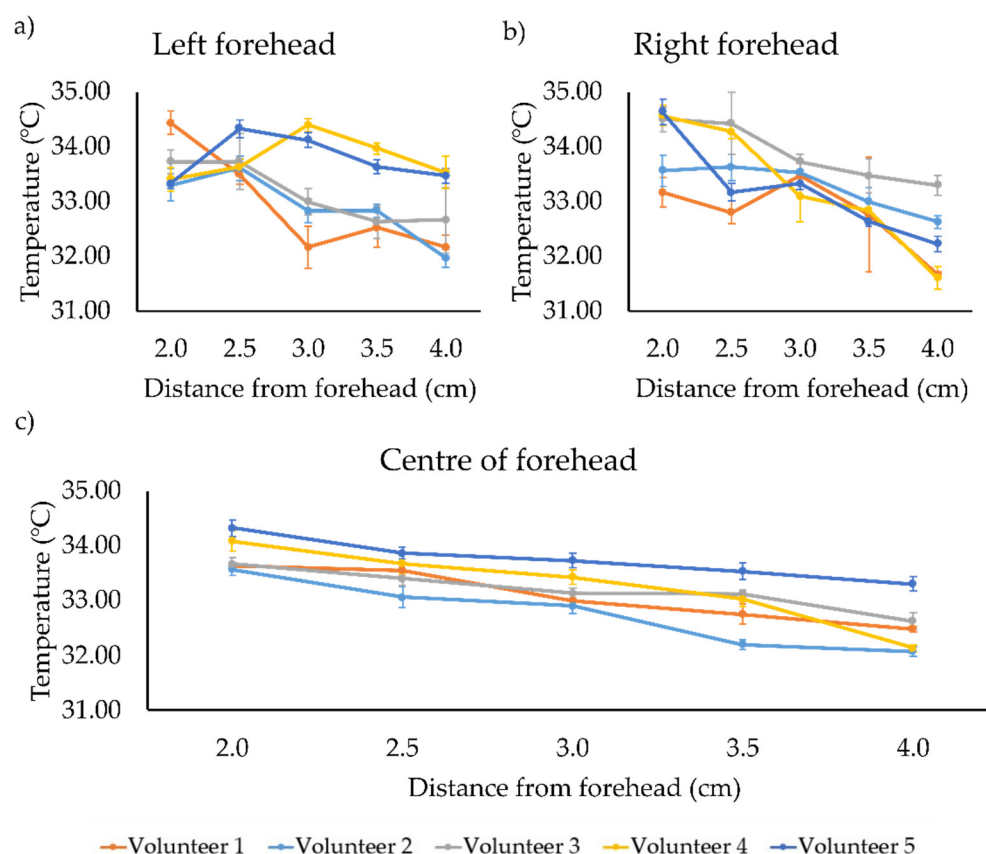 a)
Left forehead
Temperature (°C)
35.00
34.00
33.00
32.00
31.00
2.0 2.5 3.0 3.5 4.0
Distance from forehead (cm)
b)
Right forehead
Temperature (°C)
35.00
34.00
33.00
32.00
31.00
2.0 2.5 3.0 3.5 4.0
Distance from forehead (cm)
c)
Centre of forehead
Temperature (°C)
35.00
34.00
33.00
32.00
31.00
2.0 2.5 3.0 3.5 4.0
Distance from forehead (cm)
Volunteer 1 Volunteer 2 Volunteer 3 Volunteer 4 Volunteer 5